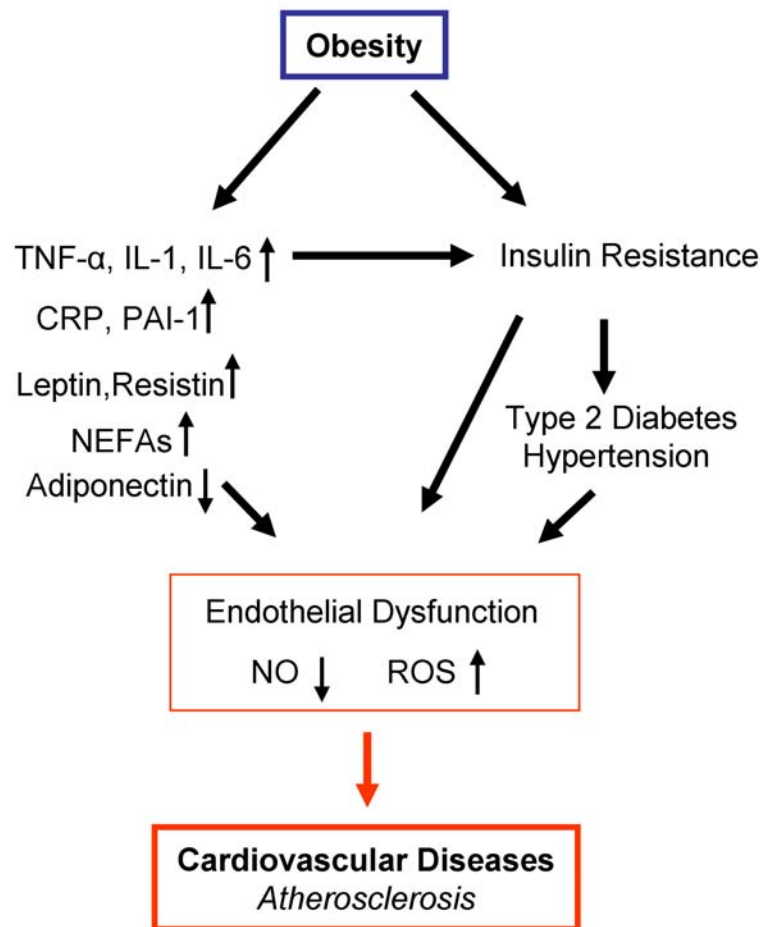 Obesity
TNF-α, IL-1, IL-6
Insulin Resistance
CRP, PAI-1
Leptin,Resistin
NEFAs
Adiponectin
Type 2 Diabetes
Hypertension
Endothelial Dysfunction
NO
ROS
Cardiovascular Diseases
Atherosclerosis